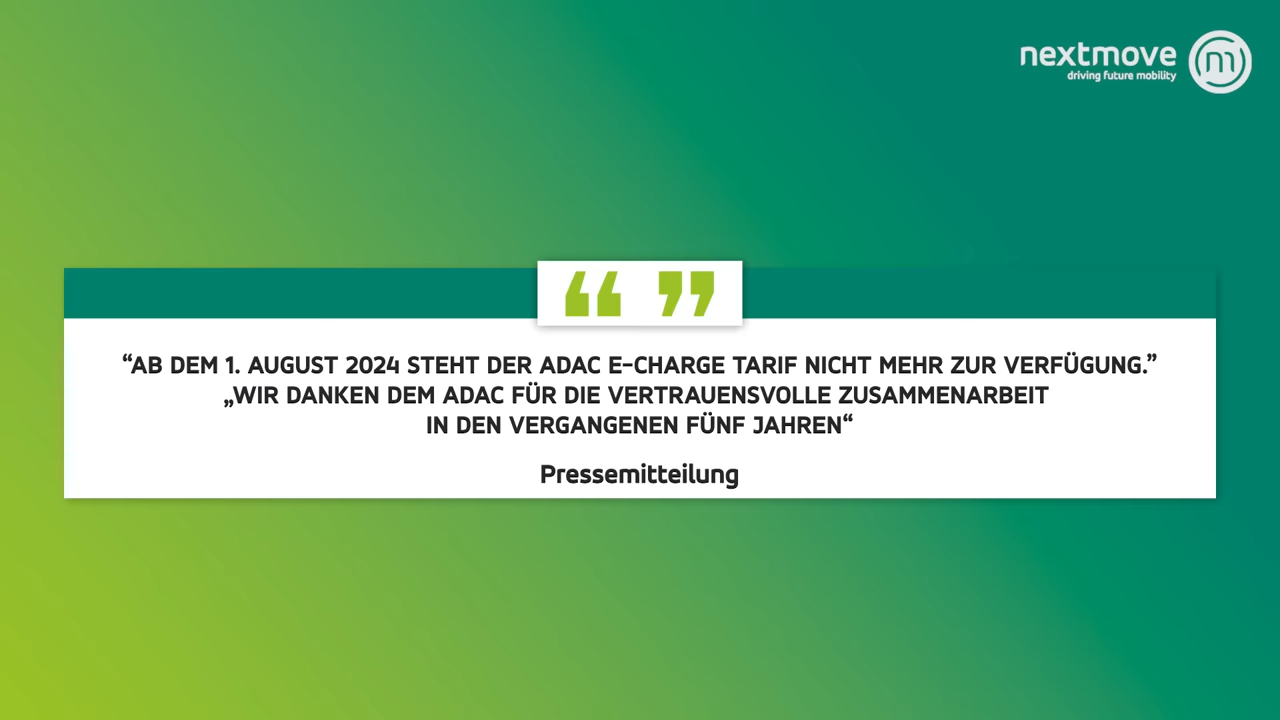 nextmove
driving future mobility
“ ”
“AB DEM 1. AUGUST 2024 STEHT DER ADAC E-CHARGE TARIF NICHT MEHR ZUR VERFÜGUNG.”
„WIR DANKEN DEM ADAC FÜR DIE VERTRAUENSVOLLE ZUSAMMENARBEIT
IN DEN VERGANGENEN FÜNF JAHREN“
Pressemitteilung